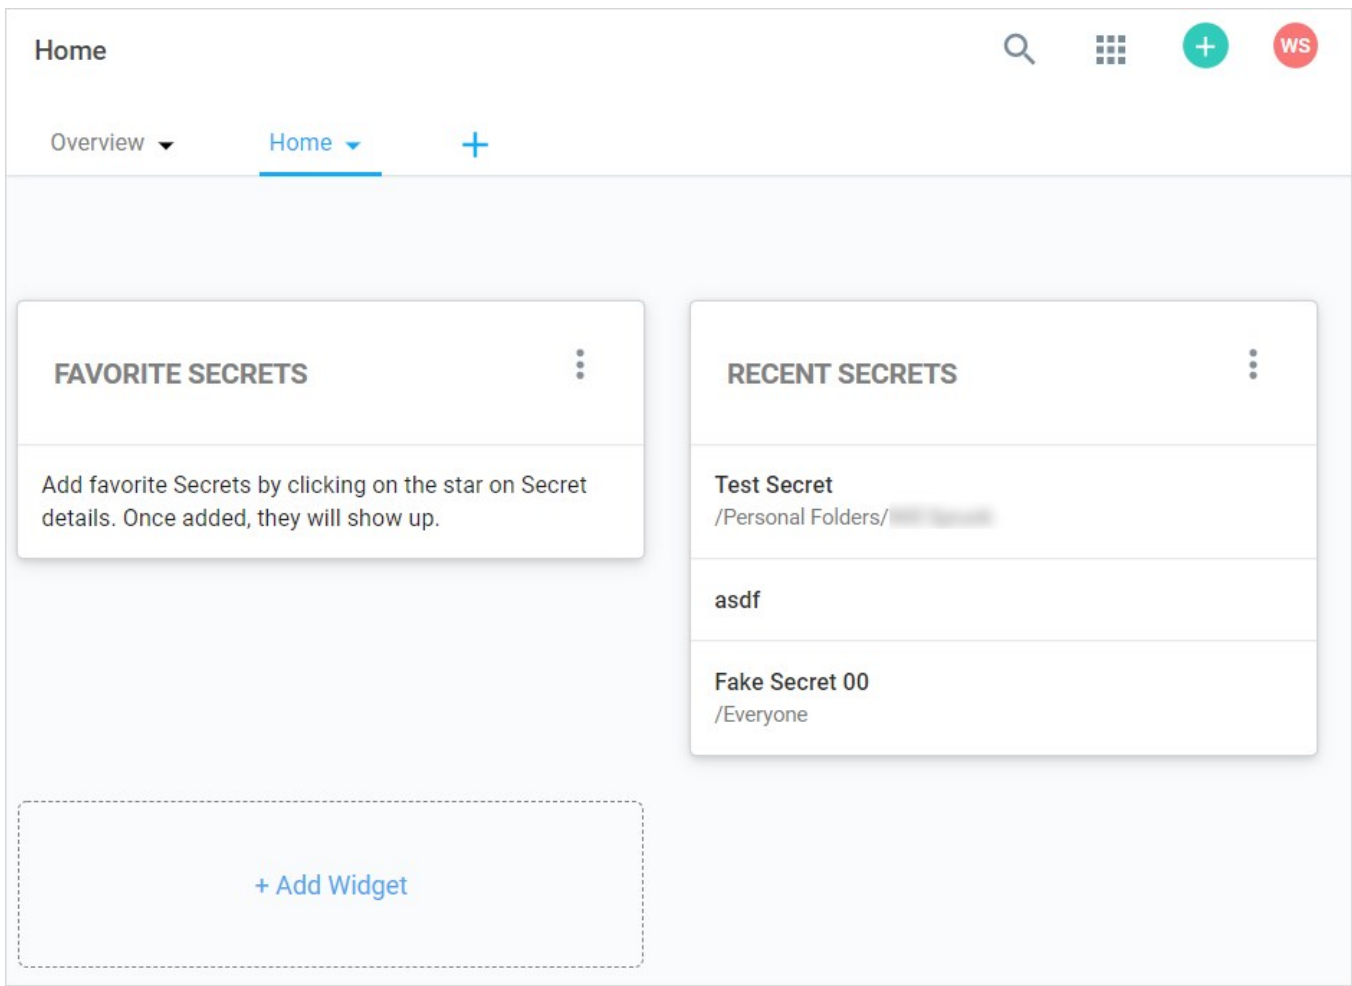 Home
WS
Overview
Home
FAVORITE SECRETS
Add favorite Secrets by clicking on the star on Secret
details. Once added, they will show up.
RECENT SECRETS
Test Secret
/Personal Folders/
asdf
Fake Secret 00
/Everyone
+ Add Widget